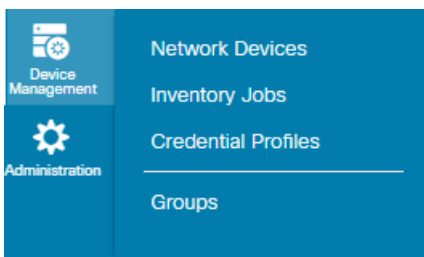 Device
Management
Administration
Network Devices
Inventory Jobs
Credential Profiles
Groups